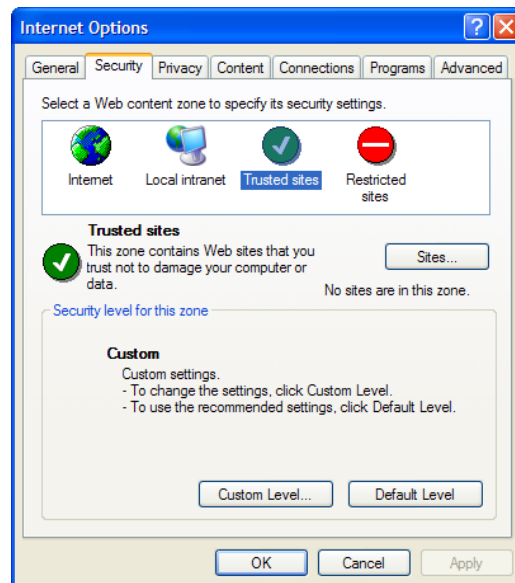 Internet Options
General Security Privacy Content Connections Programs Advanced
Select a Web content zone to specify its security settings.
Internet Local intranet Trusted sites Restricted
sites
Trusted sites
This zone contains Web sites that you
trust not to damage your computer or
data.
Sites...
No sites are in this zone.
Security level for this zone
Custom
Custom settings.
- To change the settings, click Custom Level.
- To use the recommended settings, click Default Level.
Custom Level... Default Level
OK Cancel Apply